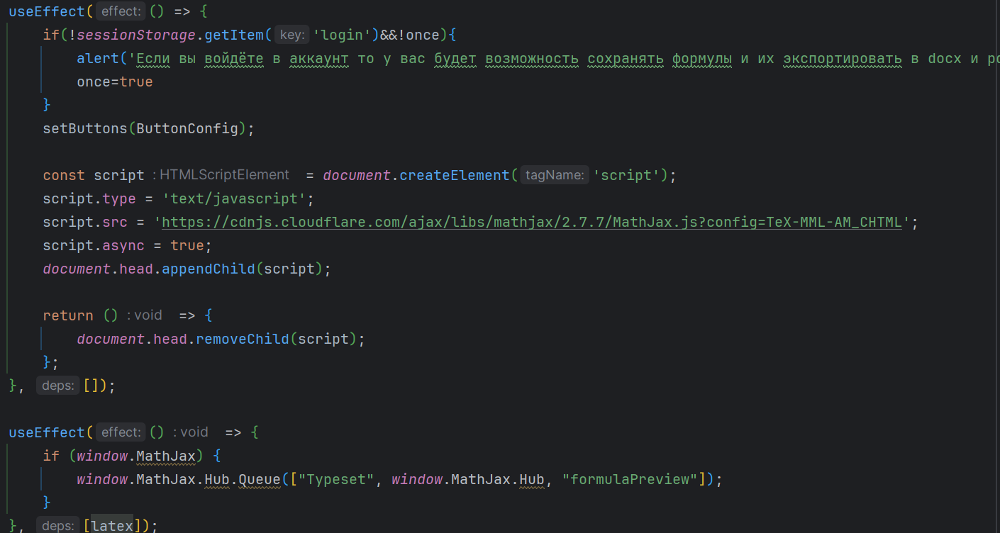 useEffect( effect: () => {
if(!sessionStorage.getItem( key: 'login')&&!once){
alert('Если вы войдёте в аккаунт то у вас будет возможность сохранять формулы и их экспортировать в docx и
once=true
}
setButtons(ButtonConfig);
const script : HTMLScriptElement = document.createElement( tagName: 'script');
script.type = 'text/javascript';
script.src = 'https://cdnjs.cloudflare.com/ajax/libs/mathjax/2.7.7/MathJax.js?config=TeX-MML-AM_CHTML';
script.async = true;
document.head.appendChild(script);
return () : void => {
document.head.removeChild(script);
};
}, deps: []);
useEffect( effect: () : void => {
if (window.MathJax) {
window.MathJax.Hub.Queue(["Typeset", window.MathJax.Hub, "formulaPreview"]);
}
}, deps: [latex]);